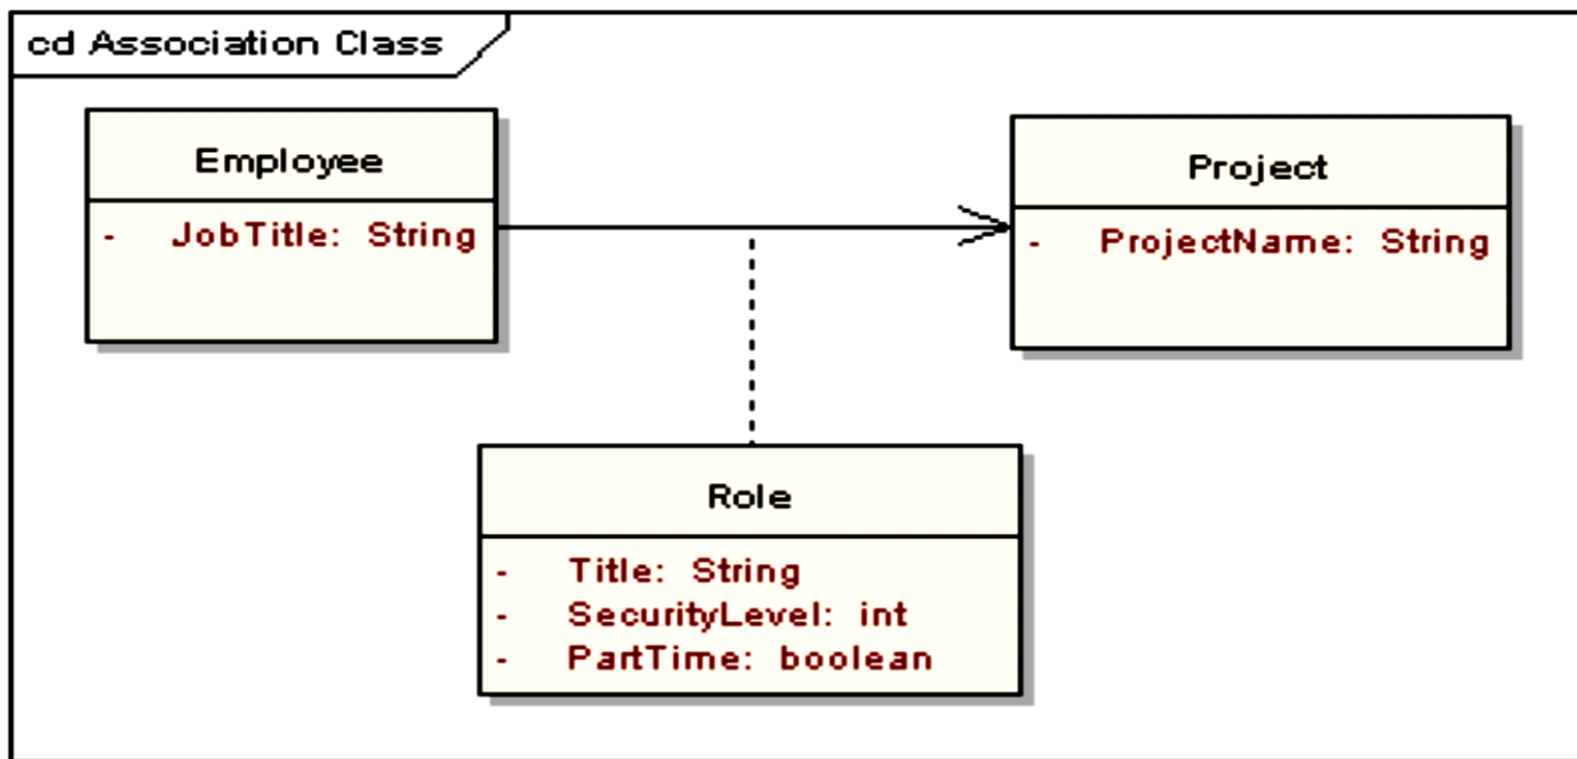 cd Association Class
Employee
- JobTitle: String
Project
- ProjectName: String
Role
- Title: String
- SecurityLevel: int
- PartTime: boolean